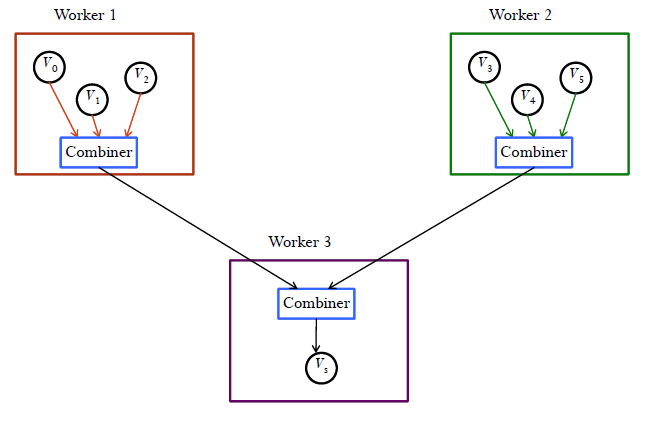 Worker 1
Worker 2
V0
V1
V2
V3
V4
V5
Combiner
Combiner
Worker 3
Combiner
Vs